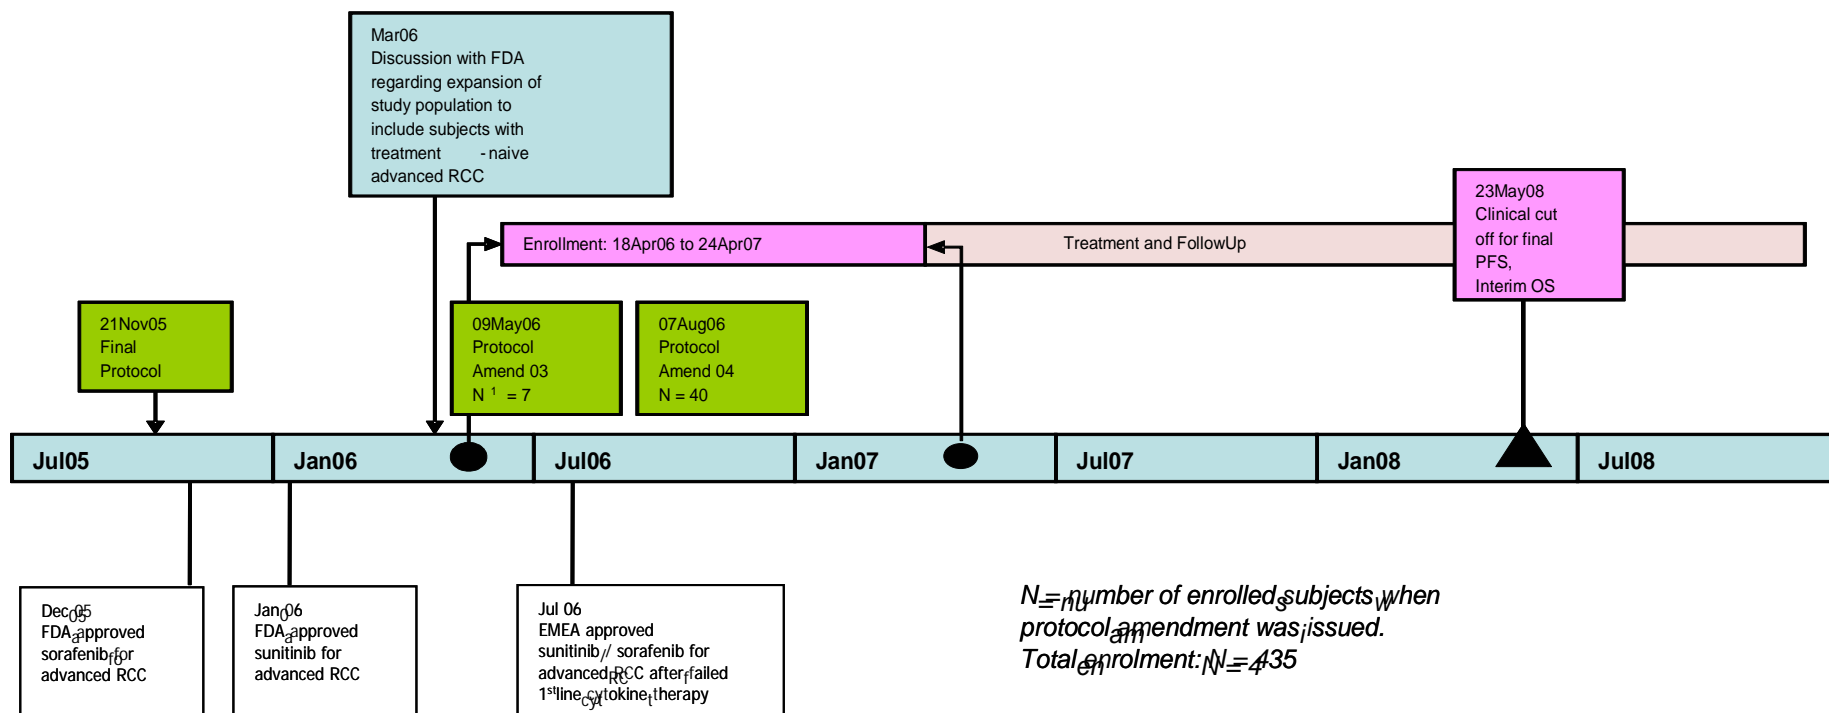 Mar06
Discussion with FDA
regarding expansion of
study population to
include subjects with
treatment -naive
advanced RCC
23May08
Clinical cut
off for final
PFS,
Interim OS
Enrollment: 18Apr06 to 24Apr07
Treatment and FollowUp
21Nov05
Final
Protocol
09May06
Protocol
Amend 03
N 1 = 7
07Aug06
Protocol
Amend 04
N = 40
Jul05
Jan06
Jul06
Jan07
Jul07
Jan08
Jul08
Dec05
FDA approved
sorafenib for
advanced RCC
Jan06
FDA approved
sunitinib for
advanced RCC
Jul 06
EMEA approved
sunitinib/ sorafenib for
advanced RCC after failed
1st line cytokine therapy
N = number of enrolled subjects when
protocol amendment was issued.
Total enrolment: N = 435